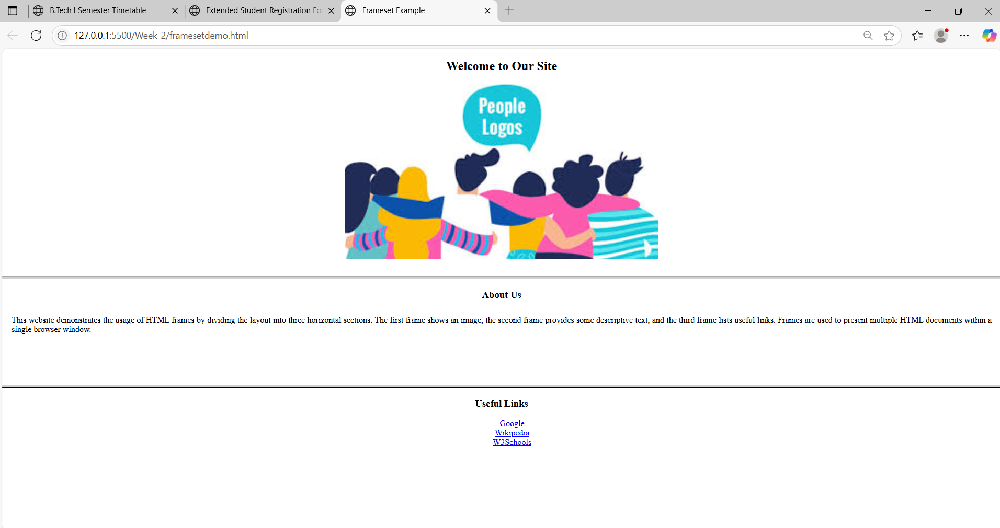 B.Tech I Semester Timetable
Extended Student Registration Fo
Frameset Example
127.0.0.1:5500/Week-2/framesetdemo.html
Welcome to Our Site
People
Logos
About Us
This website demonstrates the usage of HTML frames by dividing the layout into three horizontal sections. The first frame shows an image, the second frame provides some descriptive text, and the third frame lists useful links. Frames are used to present multiple HTML documents within a
single browser window.
Useful Links
Google
Wikipedia
W3Schools